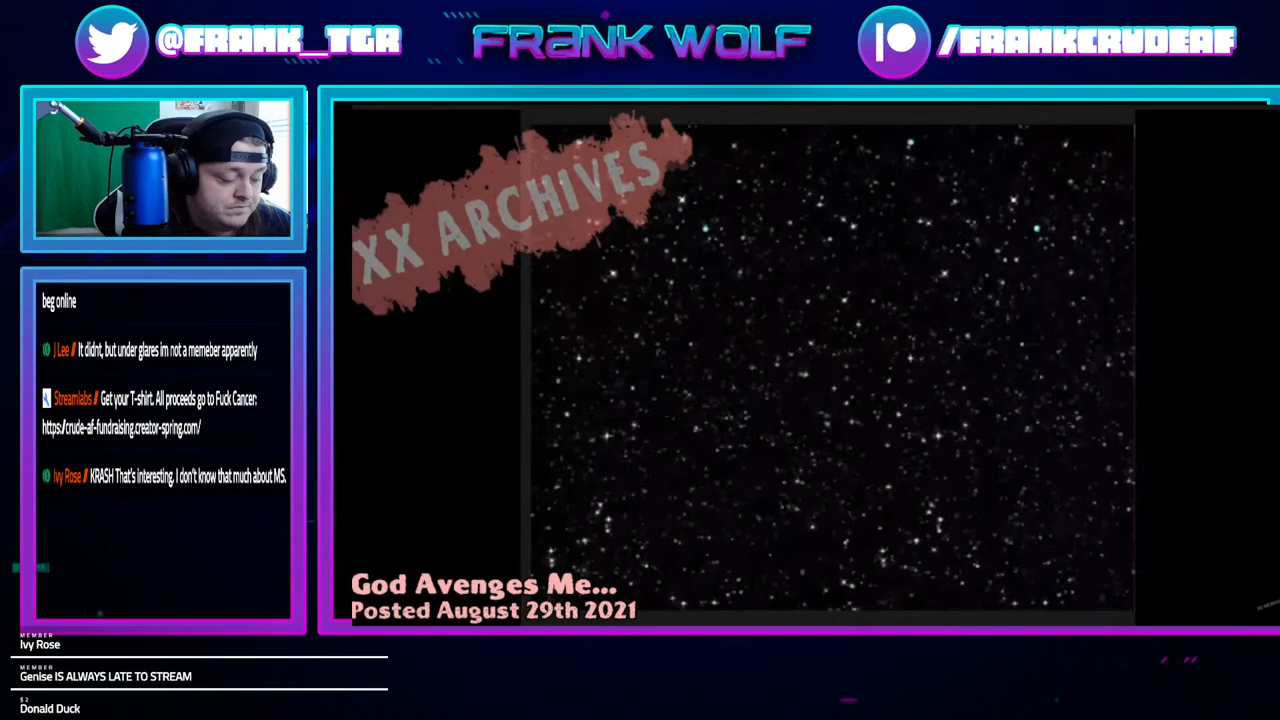 @FRANK_TGR
FRANK WOLF
/FRANKCRUDEAF
XX ARCHIVES
beg online
J Lee // It didnt, but under glares im not a memeber apparently
Streamlabs // Get your T-shirt. All proceeds go to Fuck Cancer:
https://crude-af-fundraising.creator-spring.com/
Ivy Rose // KRASH That's interesting. I don't know that much about MS.
God Avenges Me...
Posted August 29th 2021
MEMBER
Ivy Rose
MEMBER
Genise IS ALWAYS LATE TO STREAM
$2
Donald Duck